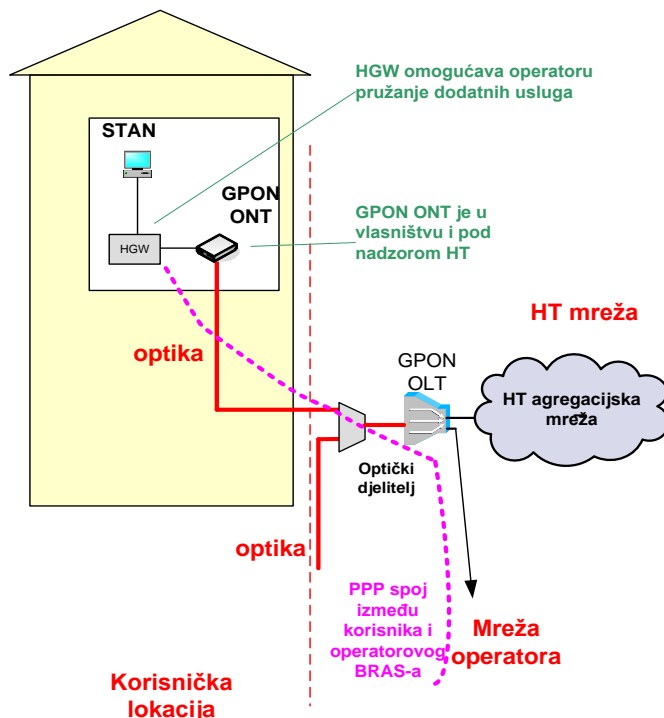 HGW omogućava operatoru
pružanje dodatnih usluga
STAN
GPON
ONT
HGW
GPON ONT je u
vlasništvu i pod
nadzorom HT
HT mreža
optika
GPON
OLT
HT agregacijska
mreža
Optički
djelitelj
optika
PPP spoj
između
korisnika i
operatorovog
BRAS-a
Mreža
operatora
Korisnička
lokacija